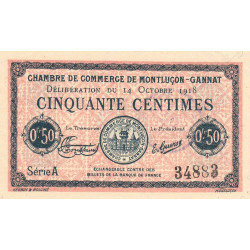 CHAMBRE DE COMMERCE DE MONTLUÇON-GANNAT
DÉLIBÉRATION DU 14 OCTOBRE 1918
CINQUANTE CENTIMES
Le Trésorier Le Président
0f50 0f50
Série A 34883
ÉCHANGEABLE CONTRE DES
BILLETS DE LA BANQUE DE FRANCE